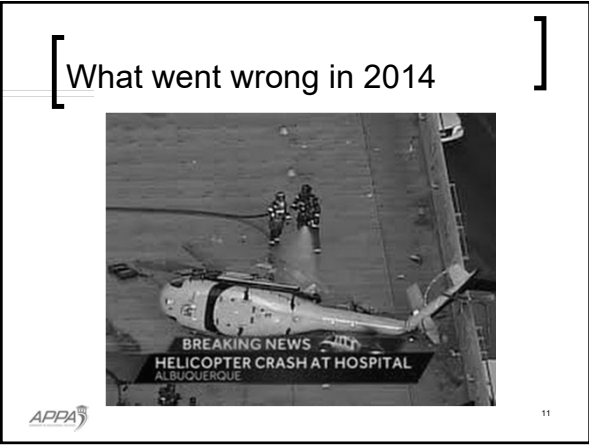 What went wrong in 2014
BREAKING NEWS
HELICOPTER CRASH AT HOSPITAL
ALBUQUERQUE
APPA
11